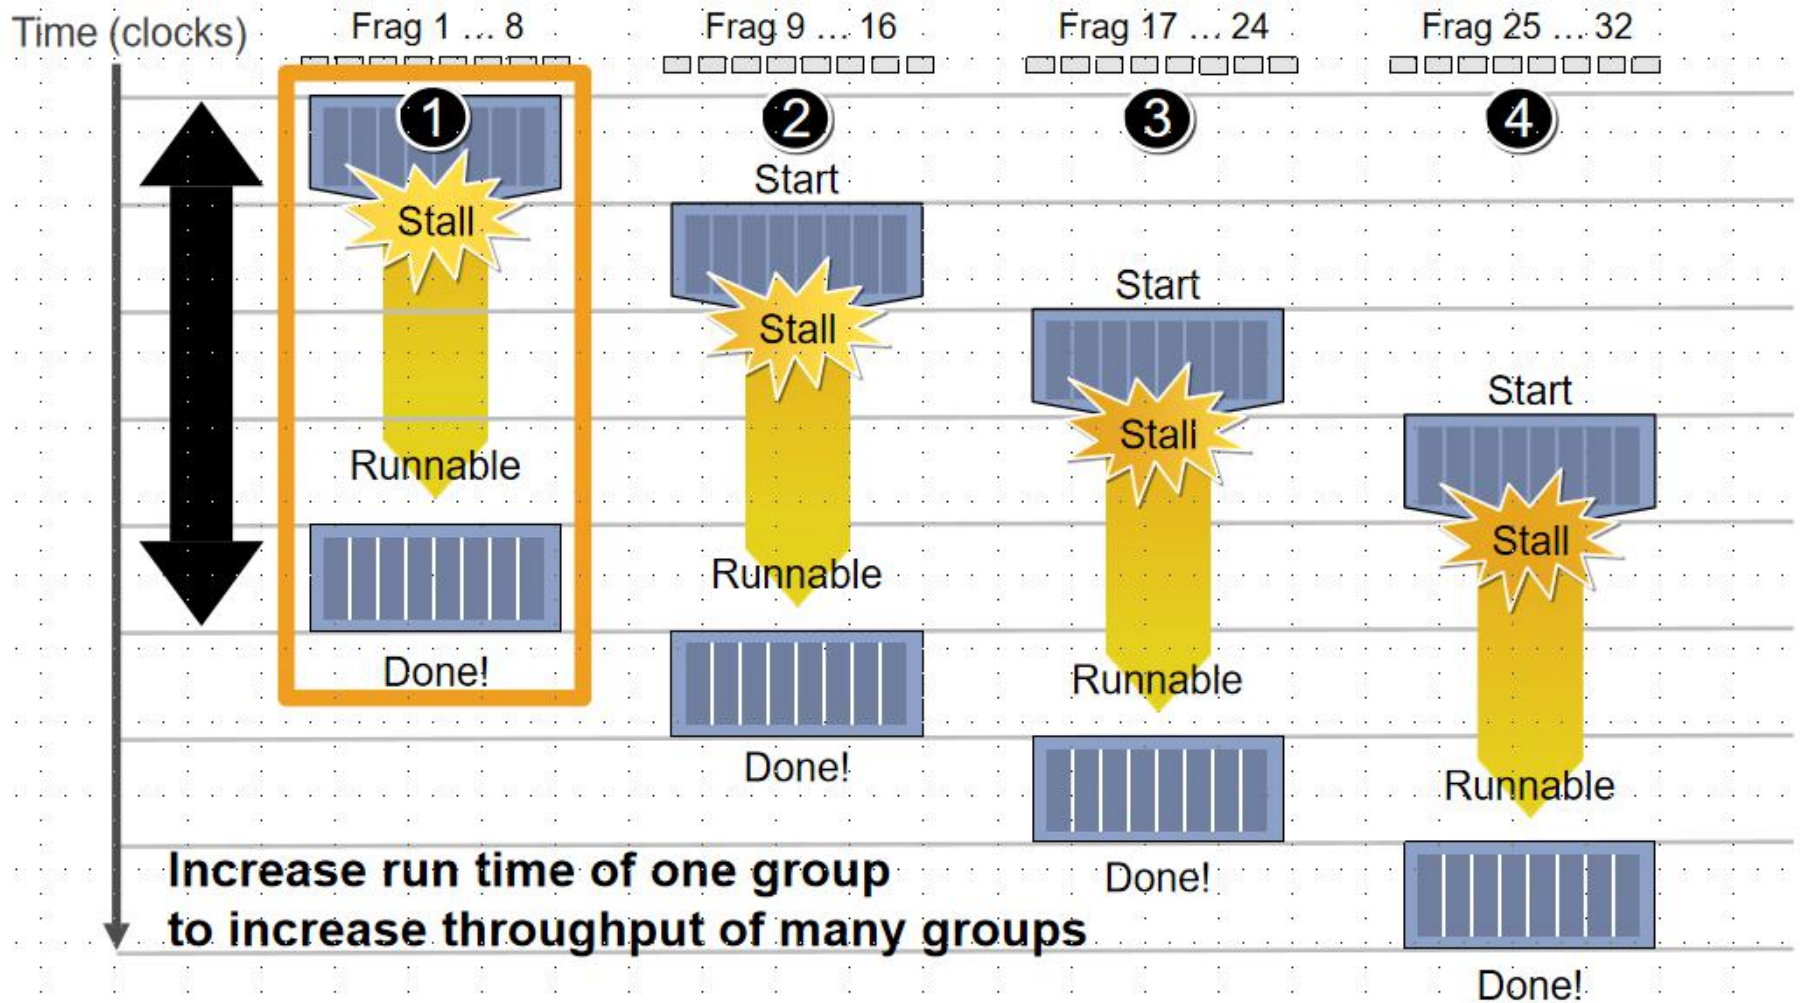 Time (clocks)
Frag 1 … 8
Frag 9 … 16
Frag 17 … 24
Frag 25 … 32
1
2
3
4
Start
Stall
Start
Stall
Start
Stall
Runnable
Start
Stall
Runnable
Done!
Runnable
Done!
Runnable
Increase run time of one group
Done!
to increase throughput of many groups
Done!